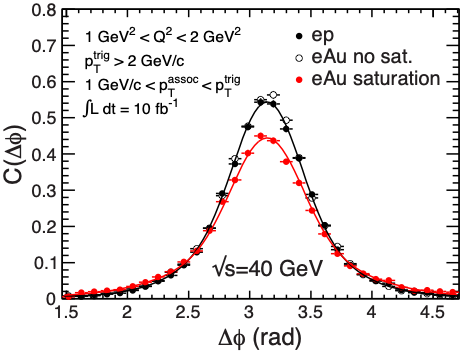 0.8
0.7
0.6
0.5
0.4
0.3
0.2
0.1
0
C(Δϕ)
1 GeV² < Q² < 2 GeV²
p_T^trig > 2 GeV/c
1 GeV/c < p_T^assoc < p_T^trig
∫L dt = 10 fb⁻¹
ep
eAu no sat.
eAu saturation
√s=40 GeV
1.5 2 2.5 3 3.5 4 4.5
Δϕ (rad)